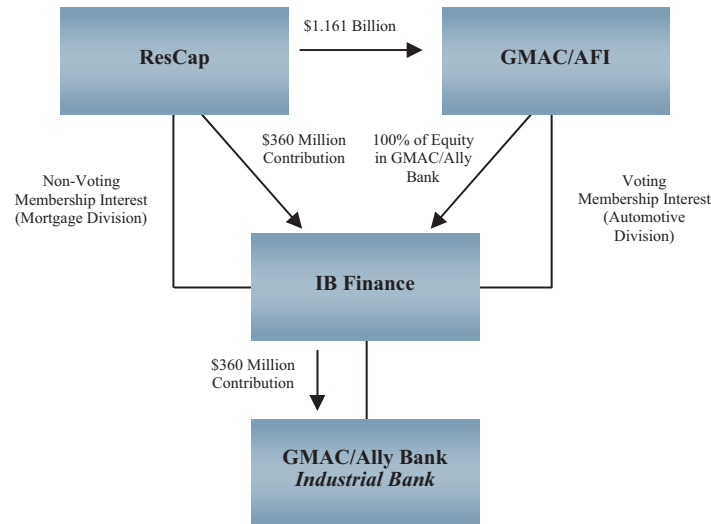 $1.161 Billion
ResCap
GMAC/AFI
$360 Million
Contribution
100% of Equity
in GMAC/Ally
Bank
Non-Voting
Membership Interest
(Mortgage Division)
Voting
Membership Interest
(Automotive
Division)
IB Finance
$360 Million
Contribution
GMAC/Ally Bank
Industrial Bank